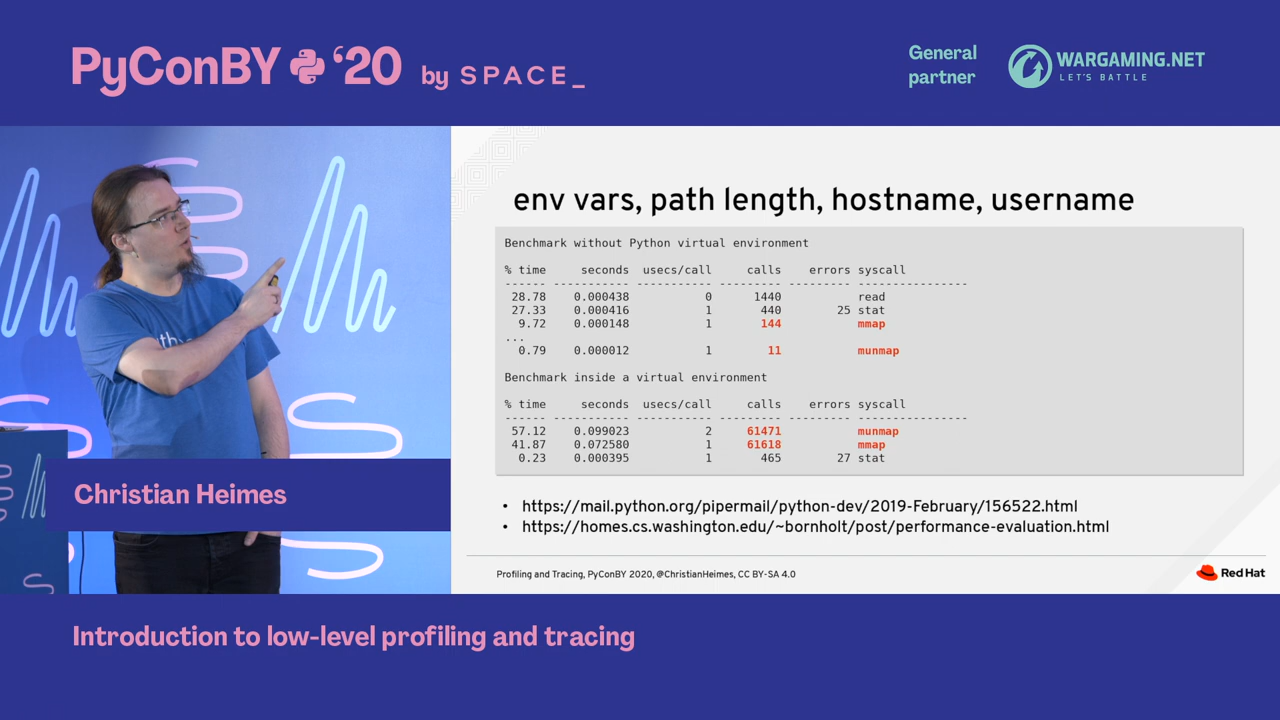 PyConBY '20 by SPACE_
General
partner
WARGAMING.NET
LET'S BATTLE
env vars, path length, hostname, username
Benchmark without Python virtual environment
% time seconds usecs/call calls errors syscall
------ ----------- ----------- --------- --------- ----------------
28.78 0.000438 0 1440 read
27.33 0.000416 1 440 25 stat
9.72 0.000148 1 144 mmap
...
0.79 0.000012 1 11 munmap
Benchmark inside a virtual environment
% time seconds usecs/call calls errors syscall
------ ----------- ----------- --------- --------- ----------------
57.12 0.099023 2 61471 munmap
41.87 0.072580 1 61618 mmap
0.23 0.000395 1 465 27 stat
• https://mail.python.org/pipermail/python-dev/2019-February/156522.html
• https://homes.cs.washington.edu/~bornholt/post/performance-evaluation.html
Profiling and Tracing, PyConBY 2020, @ChristianHeimes, CC BY-SA 4.0
Red Hat
Christian Heimes
Introduction to low-level profiling and tracing